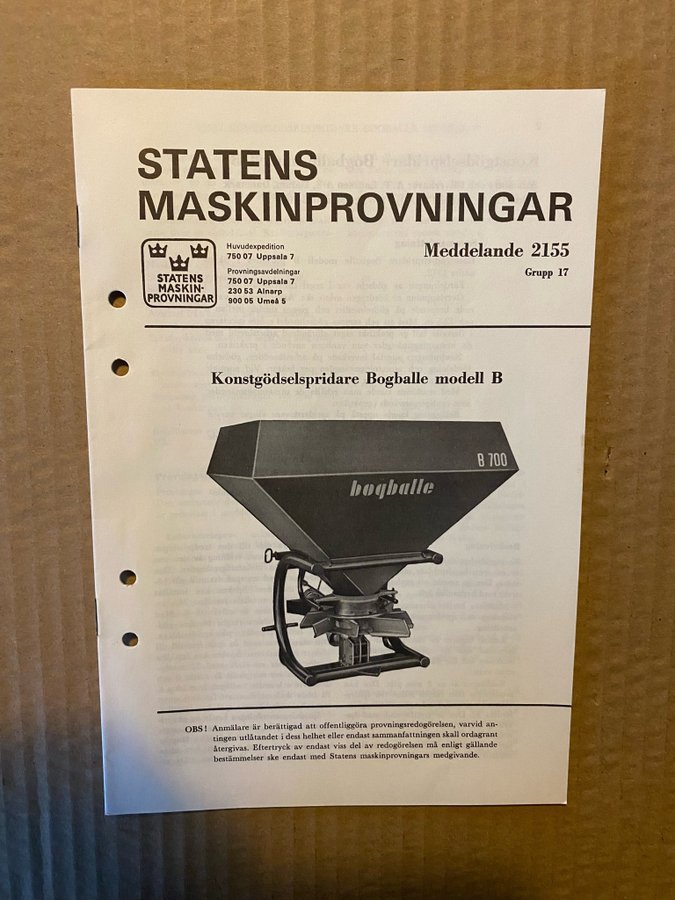 STATENS
MASKINPROVNINGAR
STATENS
MASKIN-
PROVNINGAR
Huvudexpedition
750 07 Uppsala 7
Provningsavdelningar
750 07 Uppsala 7
230 53 Alnarp
900 05 Umeå 5
Meddelande 2155
Grupp 17
Konstgödselspridare Bogballe modell B
B 700
bogballe
OBS! Anmälare är berättigad att offentliggöra provningsredogörelsen, varvid an-
tingen utlåtandet i dess helhet eller endast sammanfattningen skall ordagrant
återgivas. Eftertryck av endast viss del av redogörelsen må enligt gällande
bestämmelser ske endast med Statens maskinprovningars medgivande.